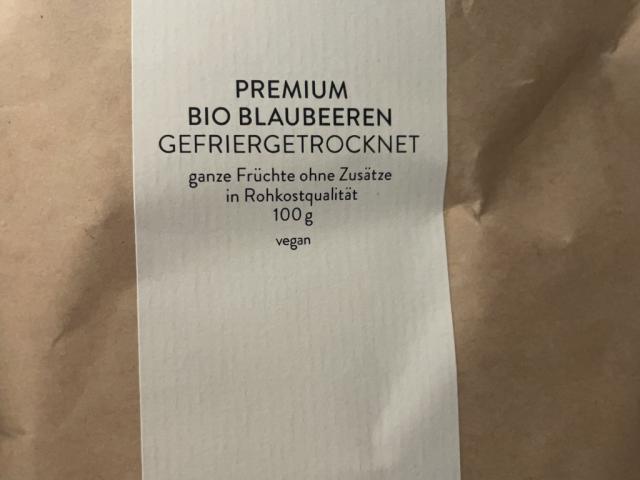 PREMIUM
BIO BLAUBEEREN
GEFRIERGETROCKNET
ganze Früchte ohne Zusätze
in Rohkostqualität
100 g
vegan